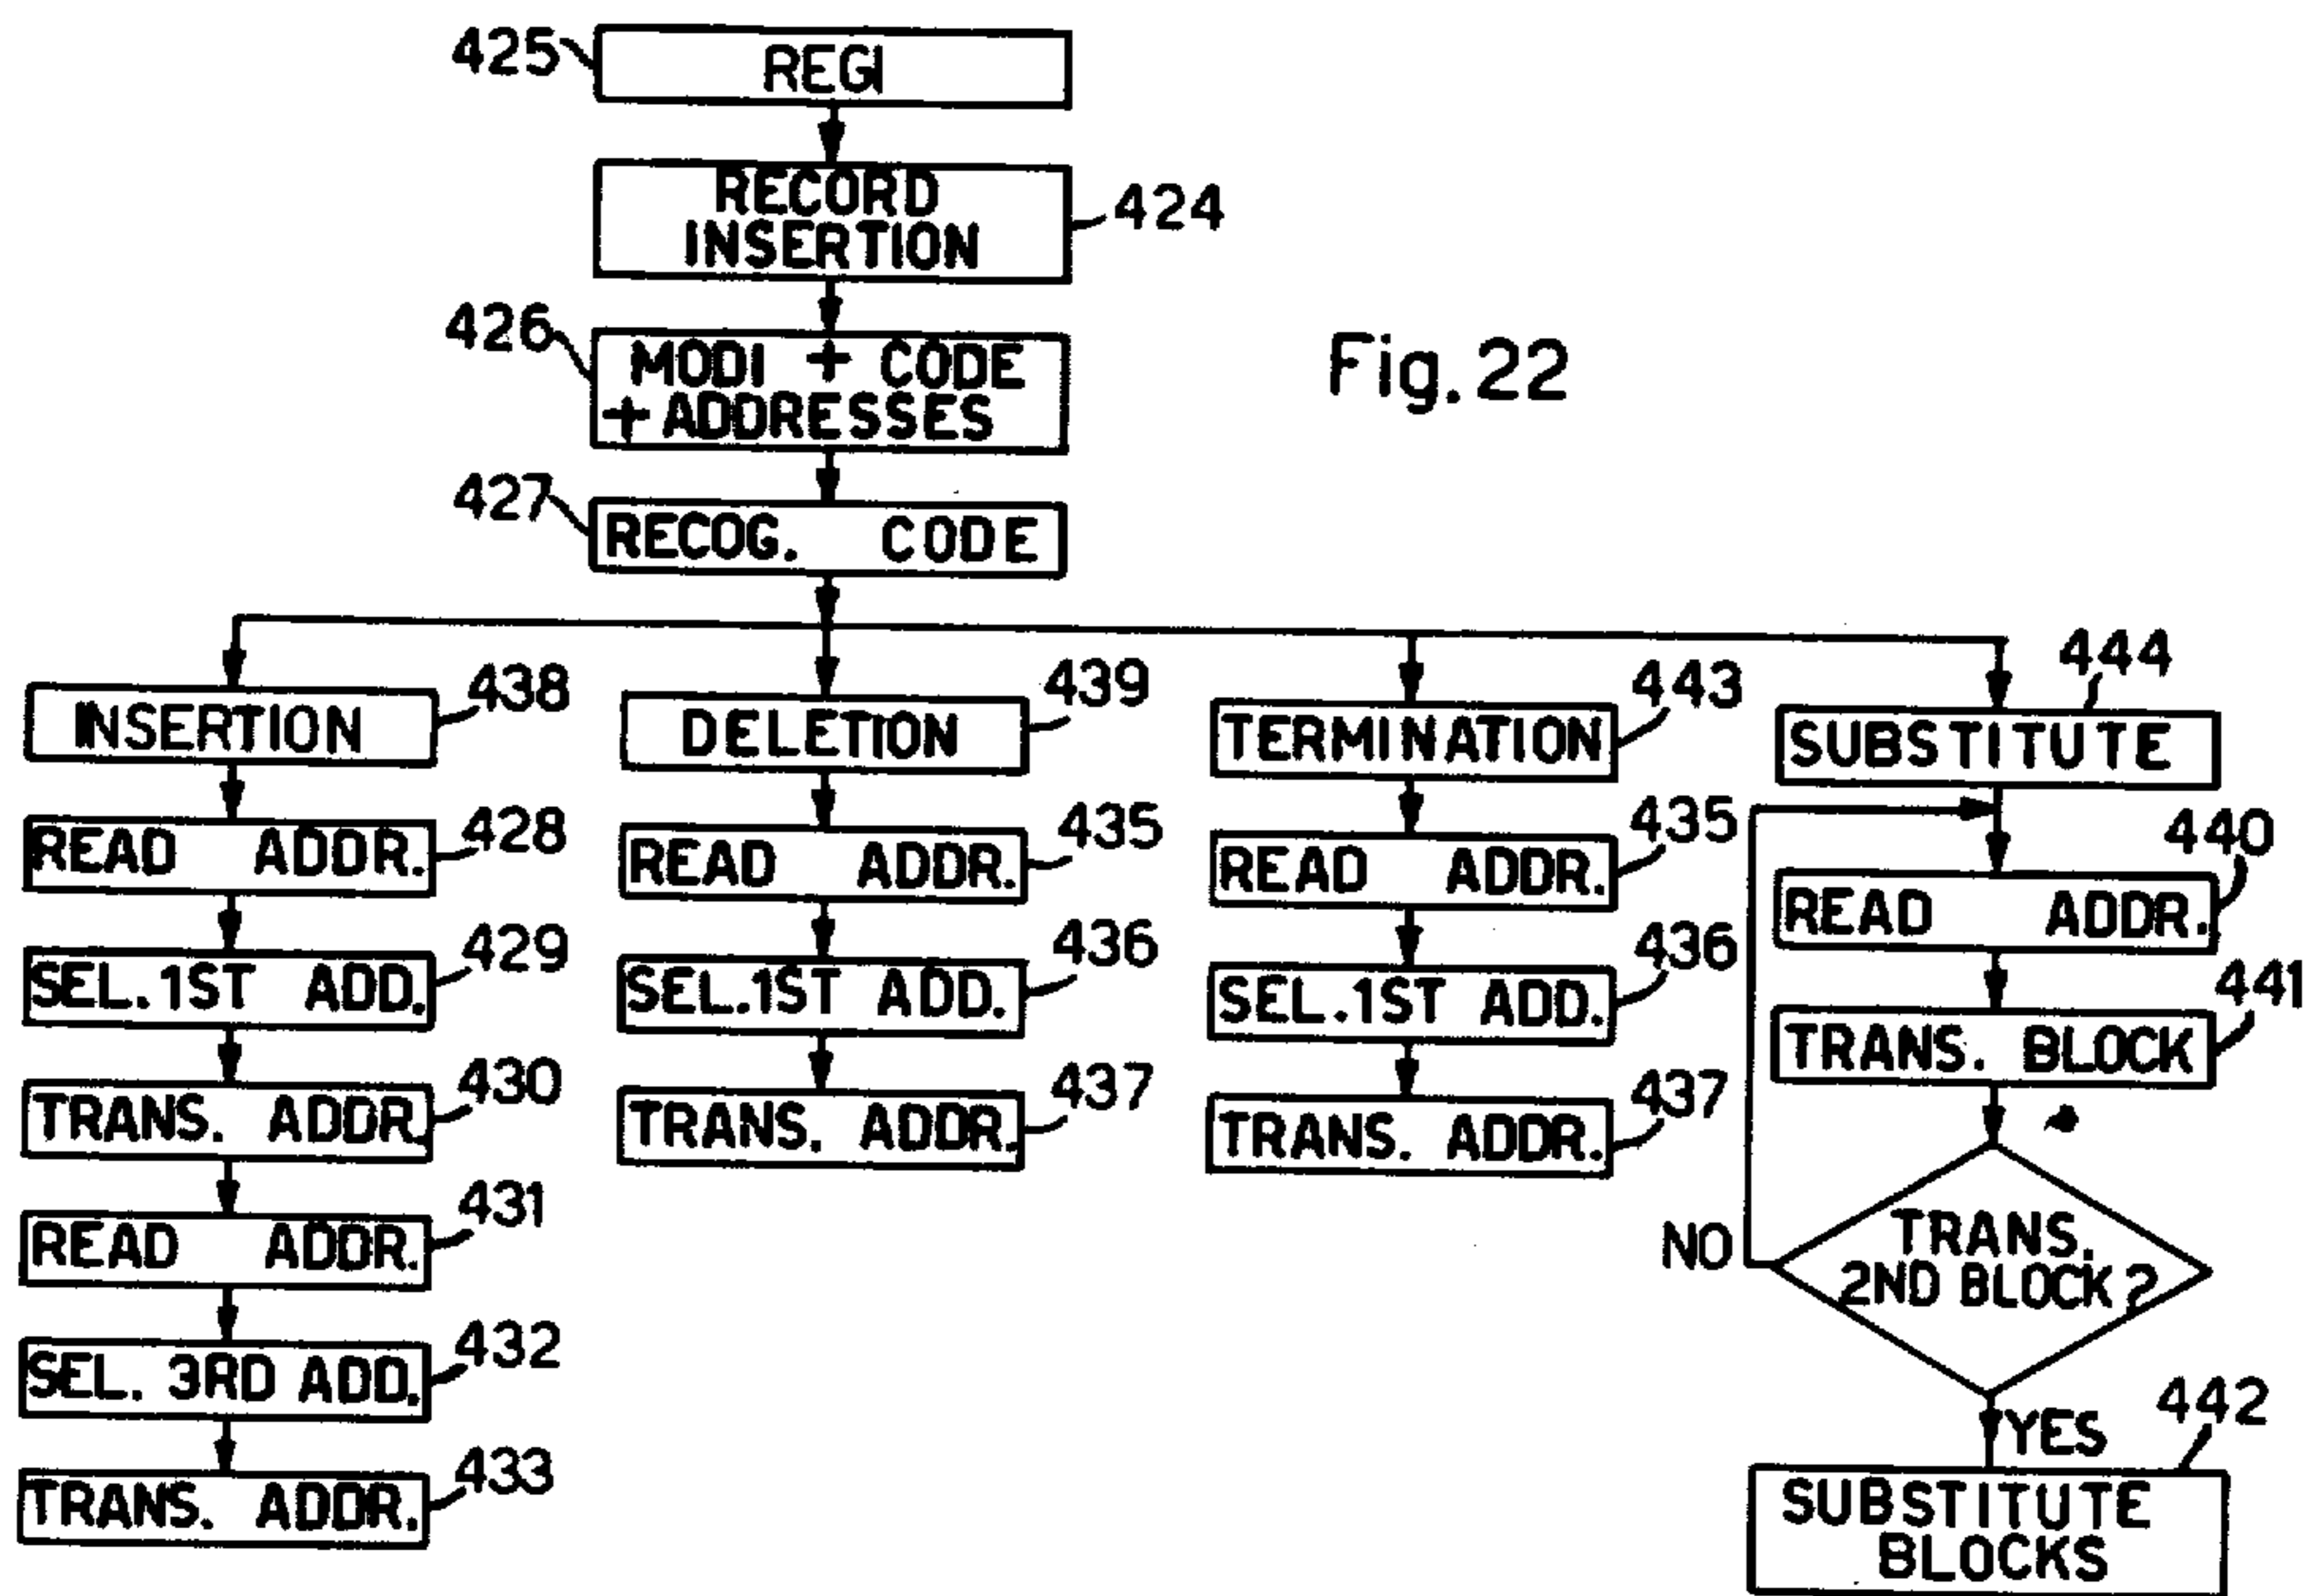 425
REGI
RECORD
INSERTION
424
426
MODI + CODE
+ ADDRESSES
Fig. 22
427
RECOG. CODE
INSERTION
438
READ ADDR.
428
SEL. 1ST ADD.
429
TRANS. ADDR.
430
READ ADDR.
431
SEL. 3RD ADD.
432
TRANS. ADDR.
433
DELETION
439
READ ADDR.
435
SEL. 1ST ADD.
436
TRANS. ADDR.
437
TERMINATION
443
READ ADDR.
435
SEL. 1ST ADD.
436
TRANS. ADDR.
437
444
SUBSTITUTE
440
READ ADDR.
441
TRANS. BLOCK
TRANS.
2ND BLOCK ?
NO
YES
442
SUBSTITUTE
BLOCKS